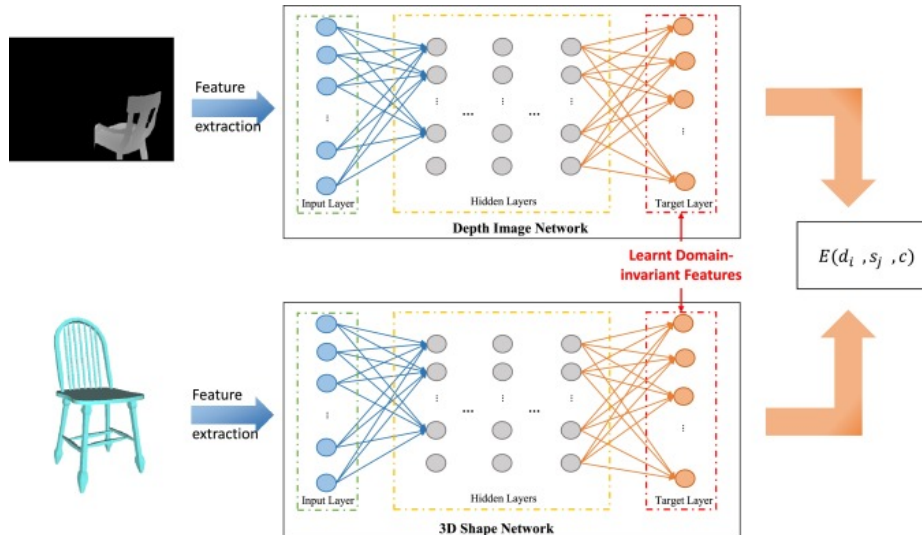 Feature
extraction
Input Layer
Hidden Layers
Target Layer
Depth Image Network
Learnt Domain-
invariant Features
E(d_i , s_j , c)
Feature
extraction
Input Layer
Hidden Layers
Target Layer
3D Shape Network